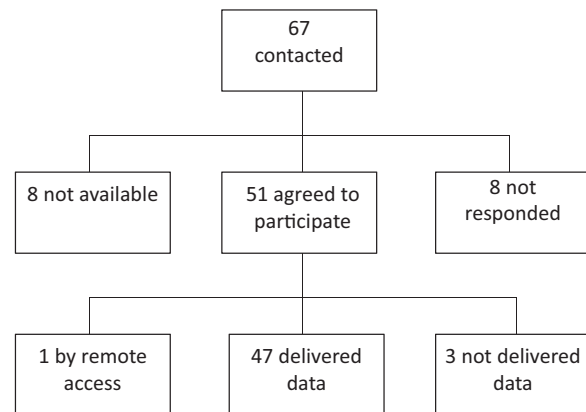 67
contacted
8 not available
51 agreed to
participate
8 not
responded
1 by remote
access
47 delivered
data
3 not delivered
data